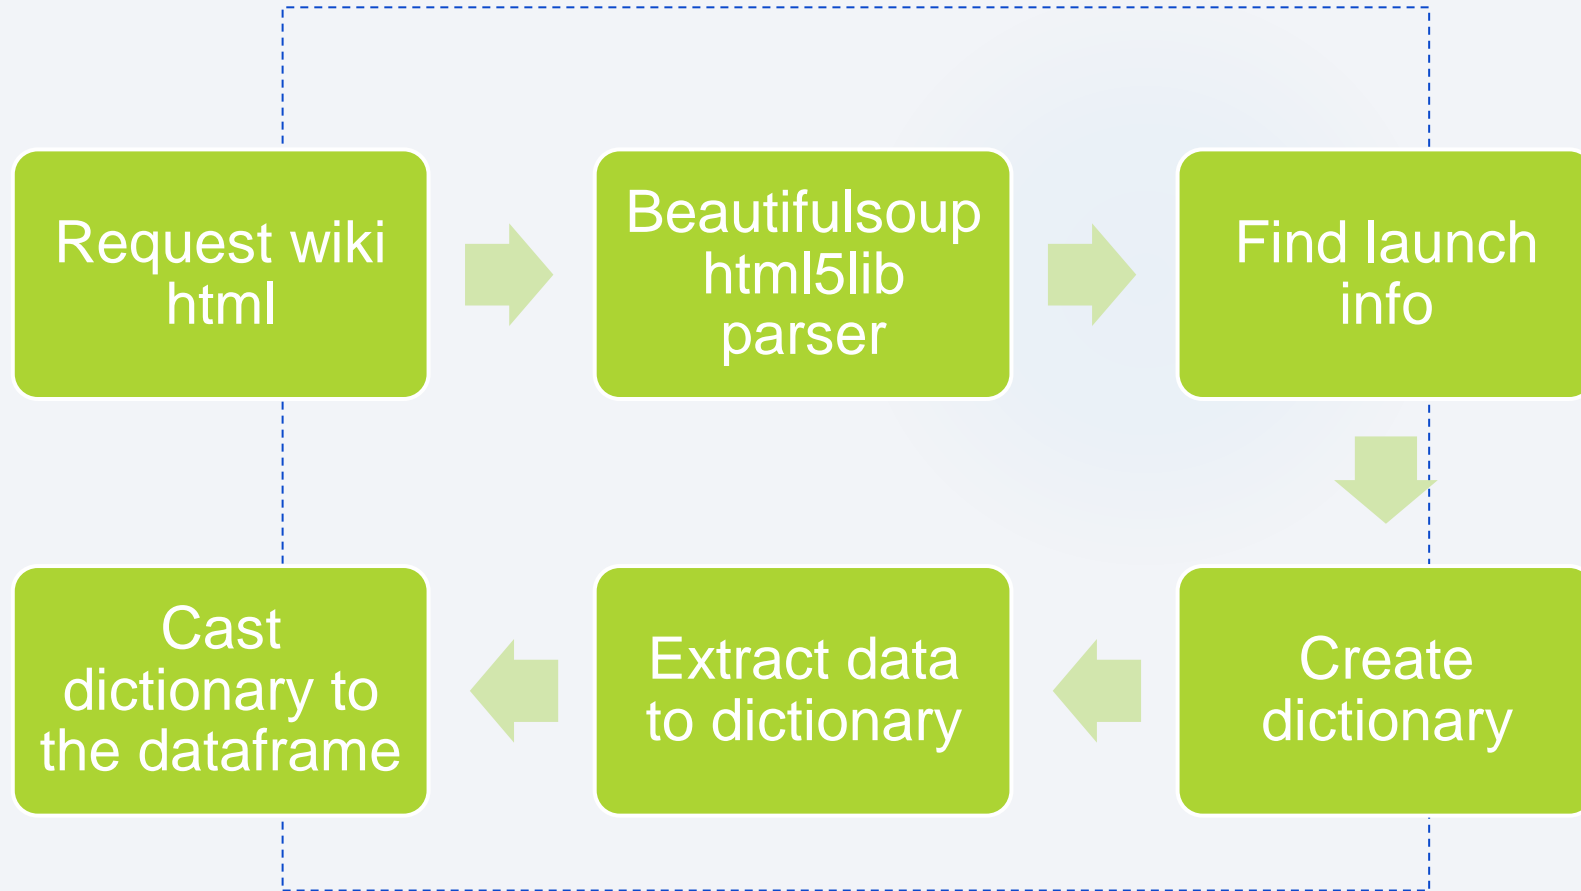 Request wiki
html
Beautifulsoup
html5lib
parser
Find launch
info
Create
dictionary
Extract data
to dictionary
Cast
dictionary to
the dataframe